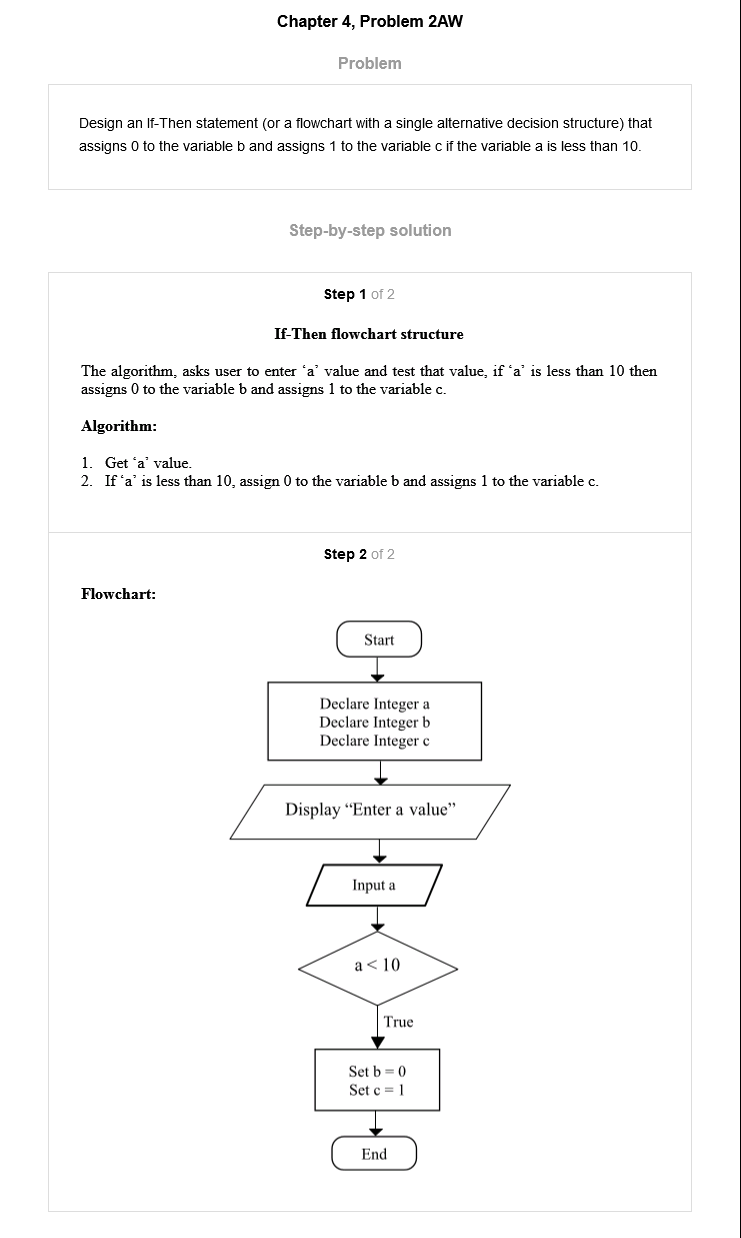 Chapter 4, Problem 2AW
Problem
Design an If-Then statement (or a flowchart with a single alternative decision structure) that
assigns 0 to the variable b and assigns 1 to the variable c if the variable a is less than 10.
Step-by-step solution
Step 1 of 2
If-Then flowchart structure
The algorithm, asks user to enter ‘a’ value and test that value, if ‘a’ is less than 10 then
assigns 0 to the variable b and assigns 1 to the variable c.
Algorithm:
1. Get ‘a’ value.
2. If ‘a’ is less than 10, assign 0 to the variable b and assigns 1 to the variable c.
Step 2 of 2
Flowchart:
Start
Declare Integer a
Declare Integer b
Declare Integer c
Display “Enter a value”
Input a
a < 10
True
Set b = 0
Set c = 1
End